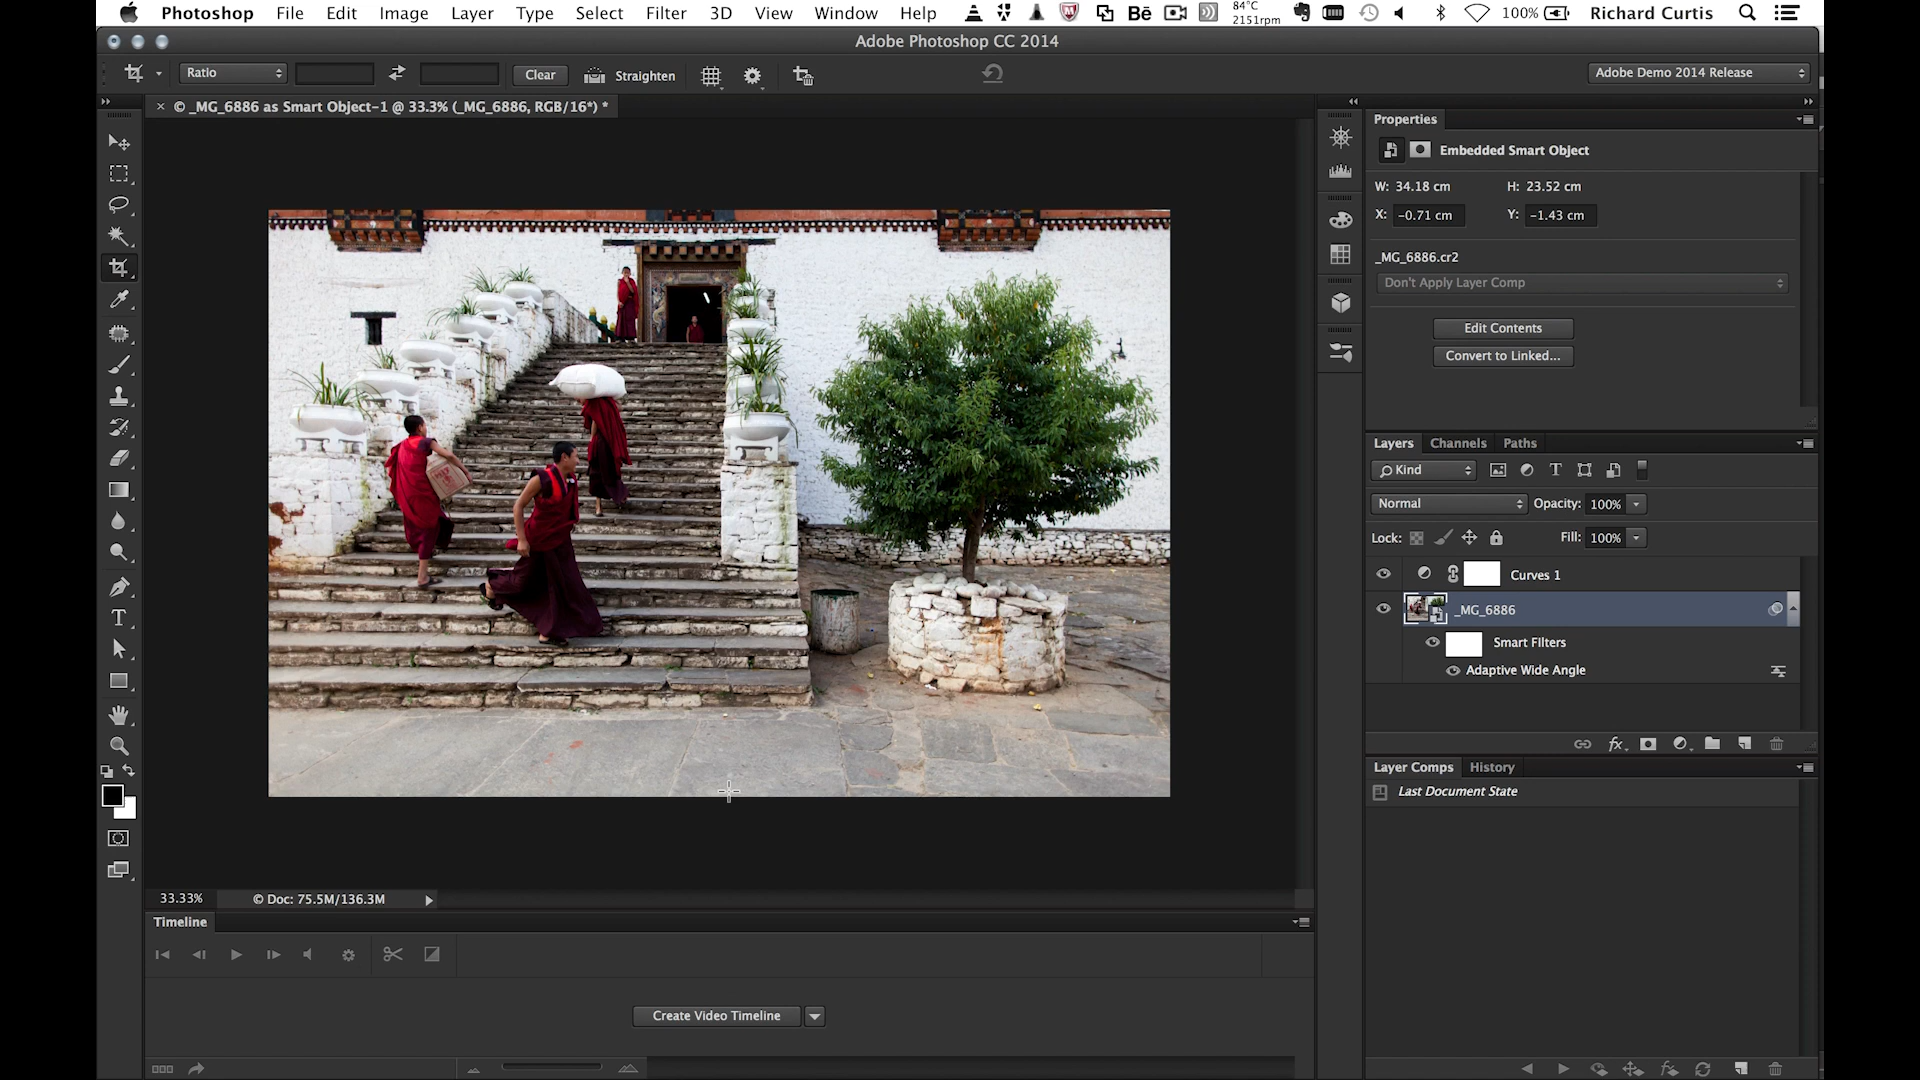 Photoshop File Edit Image Layer Type Select Filter 3D View Window Help Bē 84°C 2151rpm 100% Richard Curtis
Adobe Photoshop CC 2014
Ratio Clear Straighten Adobe Demo 2014 Release
× © _MG_6886 as Smart Object-1 @ 33.3% (_MG_6886, RGB/16*) *
Properties
Embedded Smart Object
W: 34.18 cm H: 23.52 cm
X: -0.71 cm Y: -1.43 cm
_MG_6886.cr2
Don't Apply Layer Comp
Edit Contents
Convert to Linked...
Layers Channels Paths
Kind T
Normal Opacity: 100%
Lock: Fill: 100%
Curves 1
_MG_6886
Smart Filters
Adaptive Wide Angle
fx
Layer Comps History
Last Document State
33.33% © Doc: 75.5M/136.3M
Timeline
Create Video Timeline